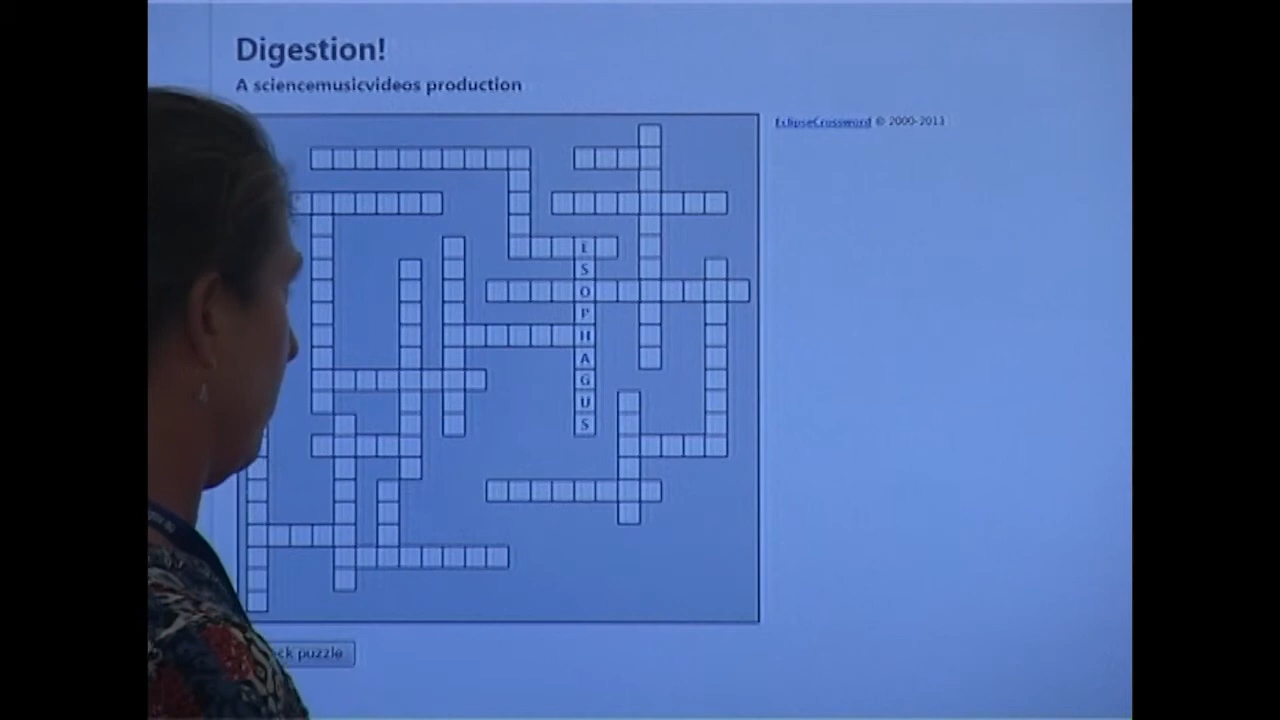 Digestion!
A sciencemusicvideos production
EclipseCrossword © 2000-2013
E
S
O
P
H
A
G
U
S
ck puzzle